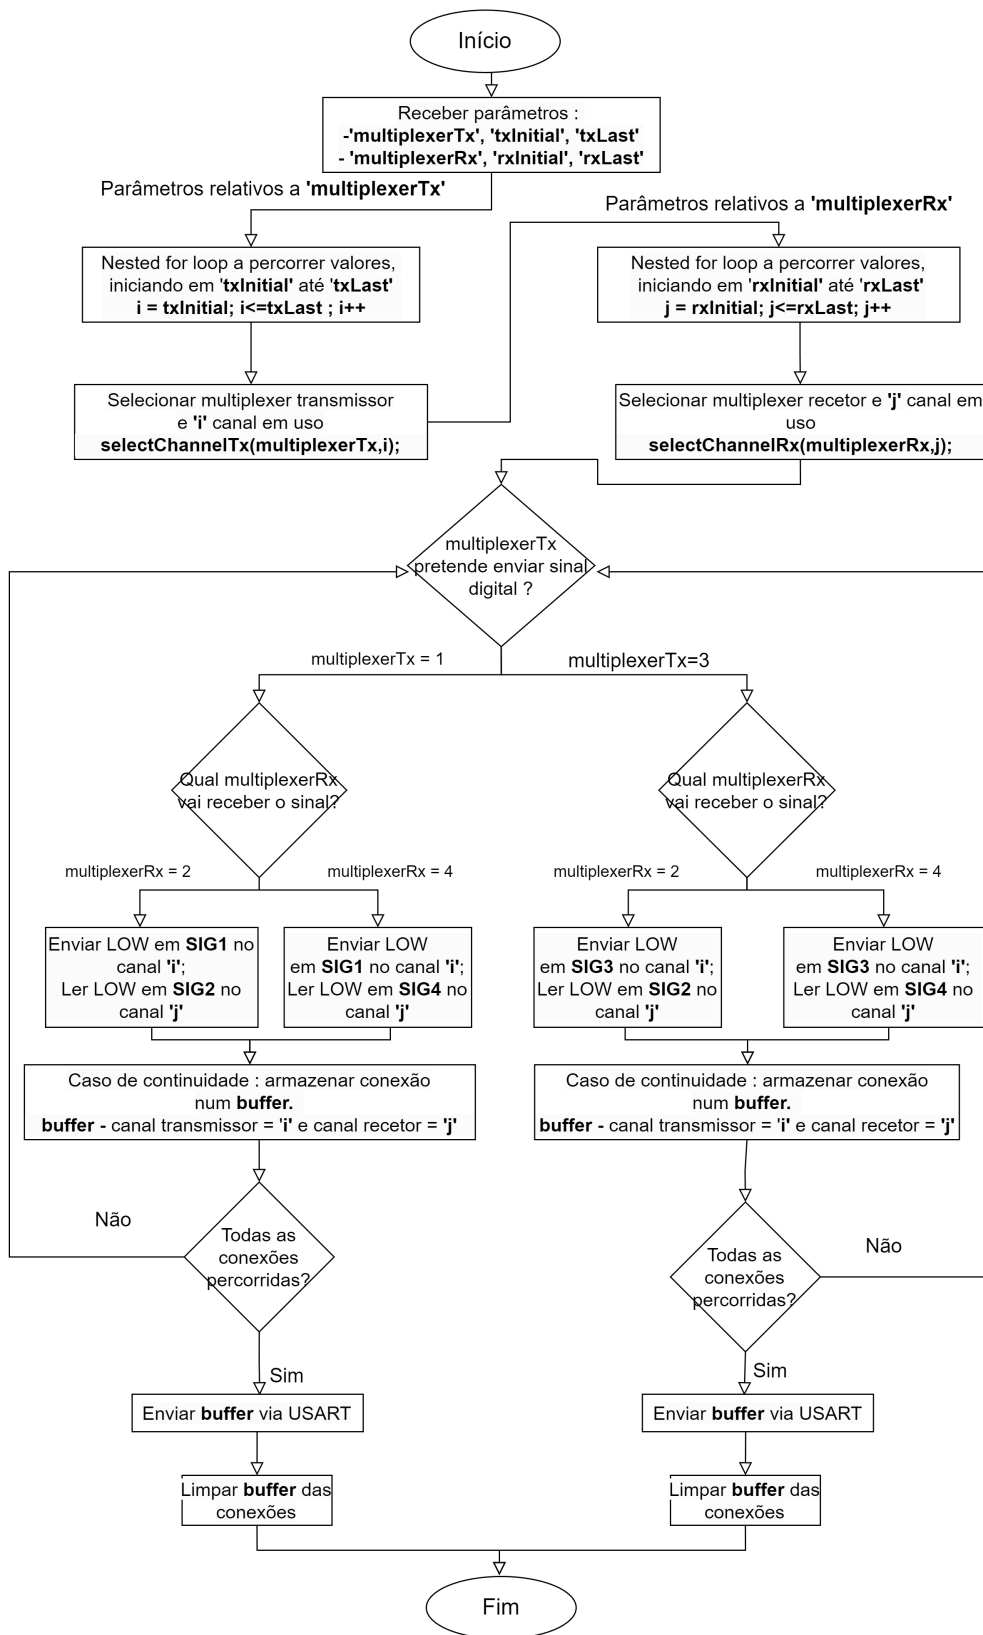 Início
Receber parâmetros :
-'multiplexerTx', 'txInitial', 'txLast'
- 'multiplexerRx', 'rxInitial', 'rxLast'
Parâmetros relativos a 'multiplexerTx'
Parâmetros relativos a 'multiplexerRx'
Nested for loop a percorrer valores,
iniciando em 'txInitial' até 'txLast'
i = txInitial; i<=txLast ; i++
Nested for loop a percorrer valores,
iniciando em 'rxInitial' até 'rxLast'
j = rxInitial; j<=rxLast; j++
Selecionar multiplexer transmissor
e 'i' canal em uso
selectChannelTx(multiplexerTx,i);
Selecionar multiplexer recetor e 'j' canal em
uso
selectChannelRx(multiplexerRx,j);
multiplexerTx
pretende enviar sinal
digital ?
multiplexerTx = 1
multiplexerTx=3
Qual multiplexerRx
vai receber o sinal?
Qual multiplexerRx
vai receber o sinal?
multiplexerRx = 2
multiplexerRx = 4
multiplexerRx = 2
multiplexerRx = 4
Enviar LOW em SIG1 no
canal 'i';
Ler LOW em SIG2 no
canal 'j'
Enviar LOW
em SIG1 no canal 'i';
Ler LOW em SIG4 no
canal 'j'
Enviar LOW
em SIG3 no canal 'i';
Ler LOW em SIG2 no
canal 'j'
Enviar LOW
em SIG3 no canal 'i';
Ler LOW em SIG4 no
canal 'j'
Caso de continuidade : armazenar conexão
num buffer.
buffer - canal transmissor = 'i' e canal recetor = 'j'
Caso de continuidade : armazenar conexão
num buffer.
buffer - canal transmissor = 'i' e canal recetor = 'j'
Não
Todas as
conexões
percorridas?
Não
Todas as
conexões
percorridas?
Sim
Sim
Enviar buffer via USART
Enviar buffer via USART
Limpar buffer das
conexões
Limpar buffer das
conexões
Fim